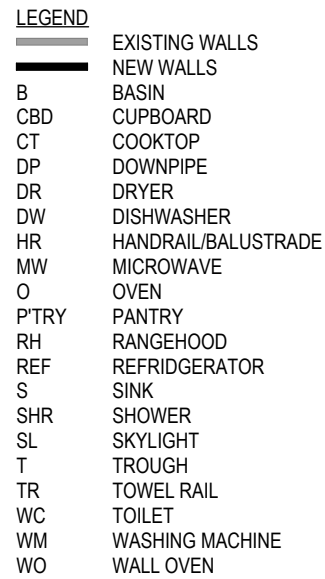 LEGEND
EXISTING WALLS
NEW WALLS
B BASIN
CBD CUPBOARD
CT COOKTOP
DP DOWNPIPE
DR DRYER
DW DISHWASHER
HR HANDRAIL/BALUSTRADE
MW MICROWAVE
O OVEN
P'TRY PANTRY
RH RANGEHOOD
REF REFRIDGERATOR
S SINK
SHR SHOWER
SL SKYLIGHT
T TROUGH
TR TOWEL RAIL
WC TOILET
WM WASHING MACHINE
WO WALL OVEN